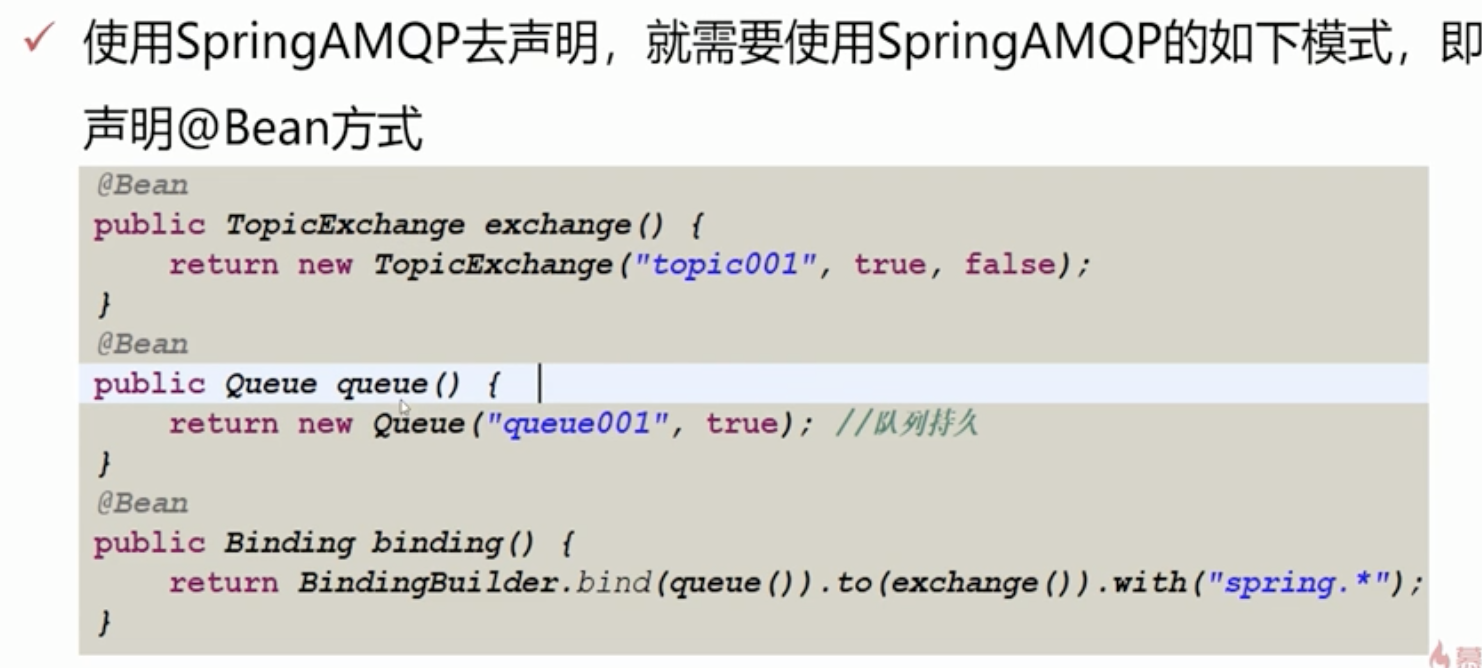 使用SpringAMQP去声明，就需要使用SpringAMQP的如下模式，即
声明@Bean方式
@Bean
public TopicExchange exchange() {
    return new TopicExchange("topic001", true, false);
}
@Bean
public Queue queue() {
    return new Queue("queue001", true); //队列持久
}
@Bean
public Binding binding() {
    return BindingBuilder.bind(queue()).to(exchange()).with("spring.*");
}